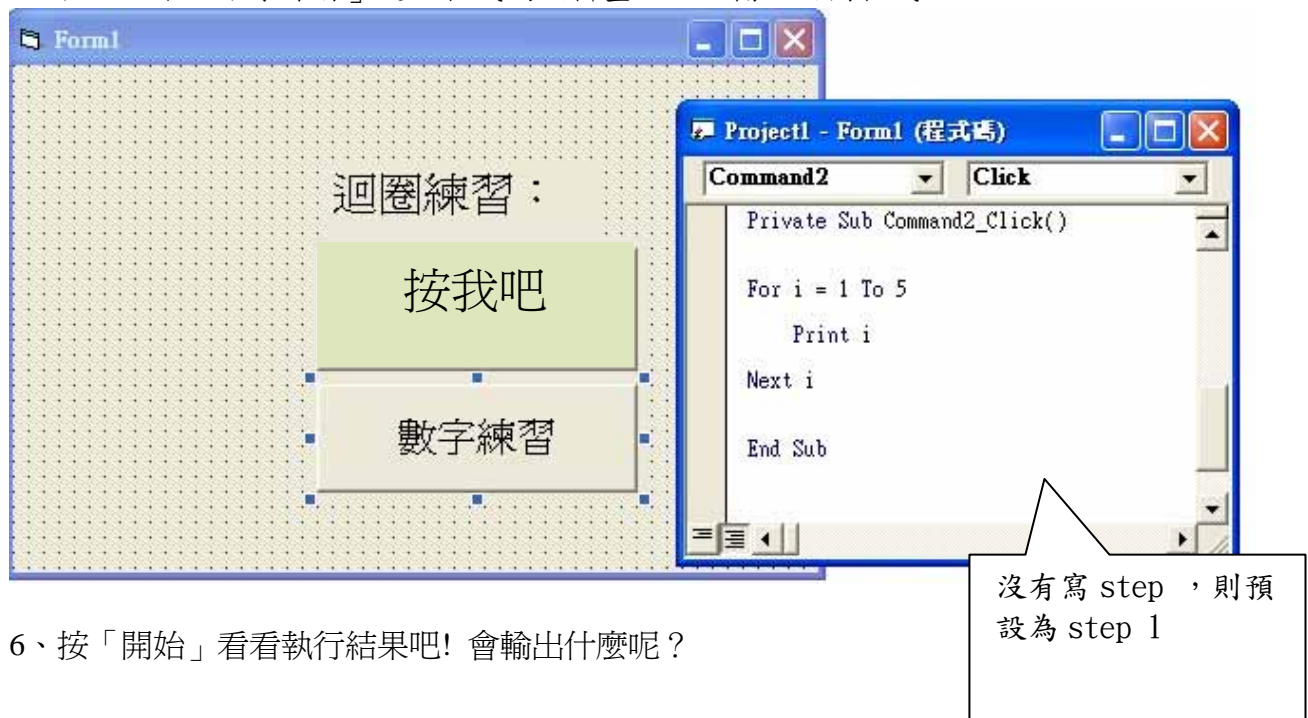 Form1
迴圈練習：
按我吧
數字練習
Project1 - Form1 (程式碼)
Command2 Click
Private Sub Command2_Click()
For i = 1 To 5
Print i
Next i
End Sub
沒有寫 step ，則預
設為 step 1
6、按「開始」看看執行結果吧! 會輸出什麼呢？